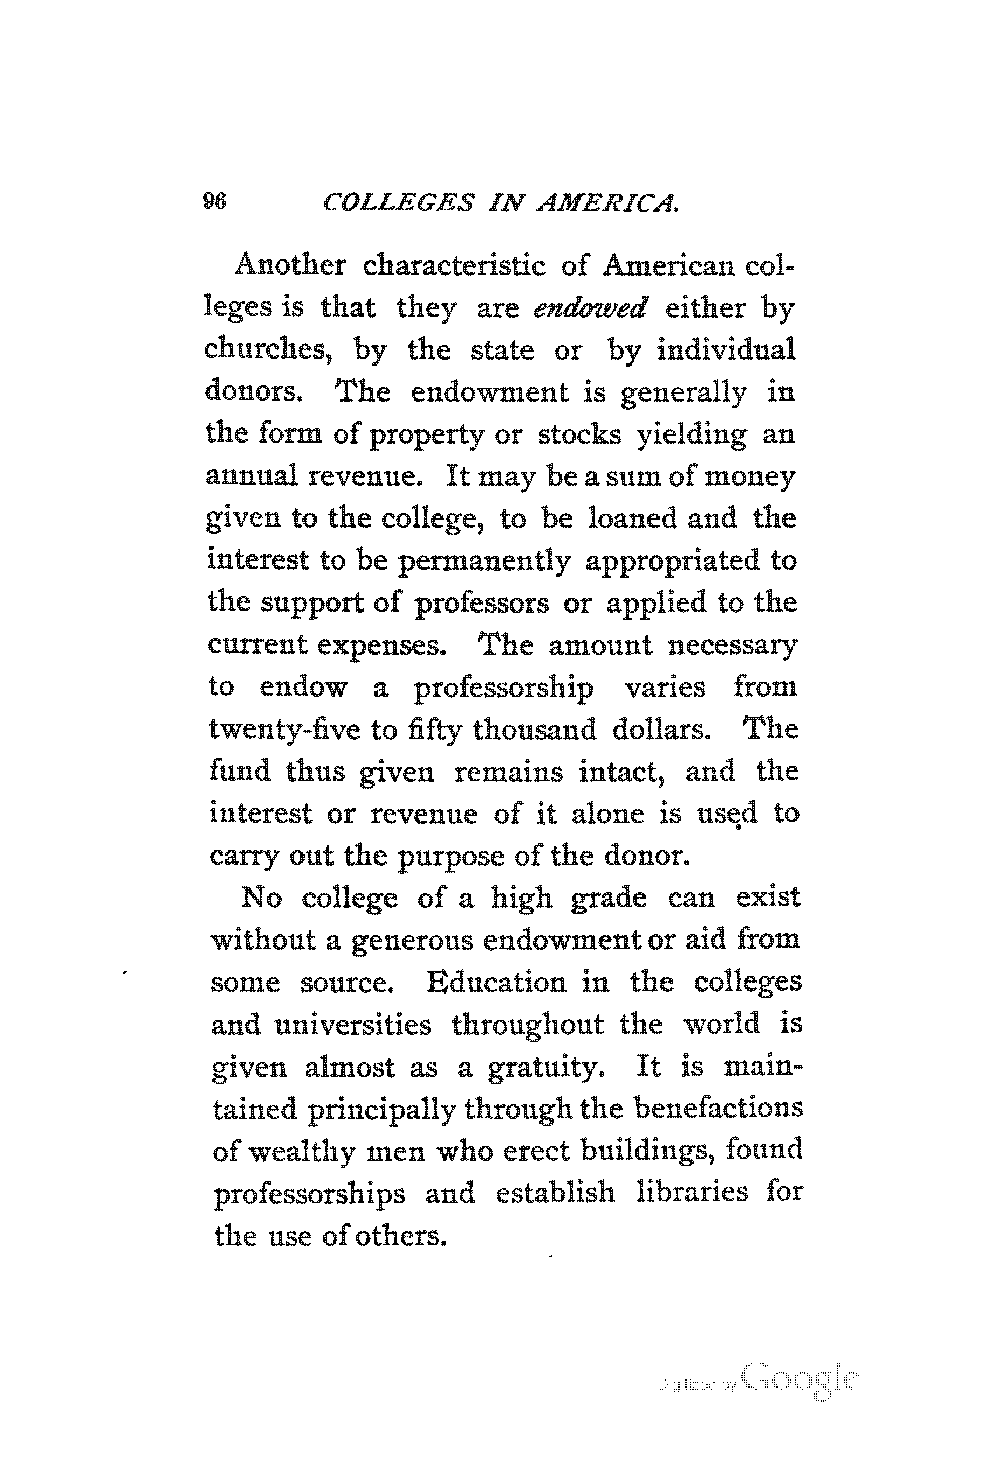 96 COLLEGES IN AMERICA.
Another characteristic of American col-
leges is that they are endowed either by
churches, by the state or by individual
donors. The endowment is generally in
the form of property or stocks yielding an
annual revenue. It may be a sum of money
given to the college, to be loaned and the
interest to be permanently appropriated to
the support of professors or applied to the
current expenses. The amount necessary
to endow a professorship varies from
twenty-five to fifty thousand dollars. The
fund thus given remains intact, and the
interest or revenue of it alone is used to
carry out the purpose of the donor.
No college of a high grade can exist
without a generous endowment or aid from
some source. Education in the colleges
and universities throughout the world is
given almost as a gratuity. It is main-
tained principally through the benefactions
of wealthy men who erect buildings, found
professorships and establish libraries for
the use of others.
Digitized by Google